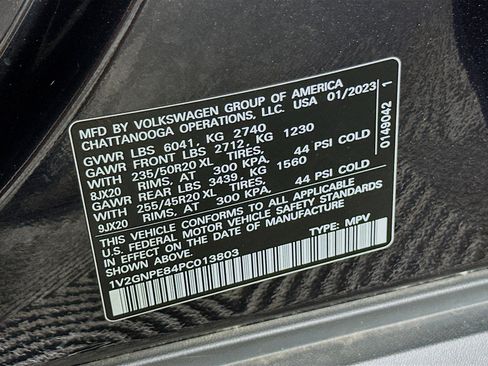 MFD BY VOLKSWAGEN GROUP OF AMERICA
CHATTANOOGA OPERATIONS, LLC. USA 01/2023
GVWR LBS 6041, KG 2740
GAWR FRONT LBS 2712, KG 1230
WITH 235/50R20 XL TIRES,
8JX20 RIMS, AT 300 KPA, 44 PSI COLD
GAWR REAR LBS 3439, KG 1560
WITH 255/45R20 XL TIRES,
9JX20 RIMS, AT 300 KPA, 44 PSI COLD
THIS VEHICLE CONFORMS TO ALL APPLICABLE
U.S. FEDERAL MOTOR VEHICLE SAFETY STANDARDS
IN EFFECT ON THE DATE OF MANUFACTURE
SHOWN ABOVE.
1V2GNPE84PC013803 TYPE: MPV
0149042 1